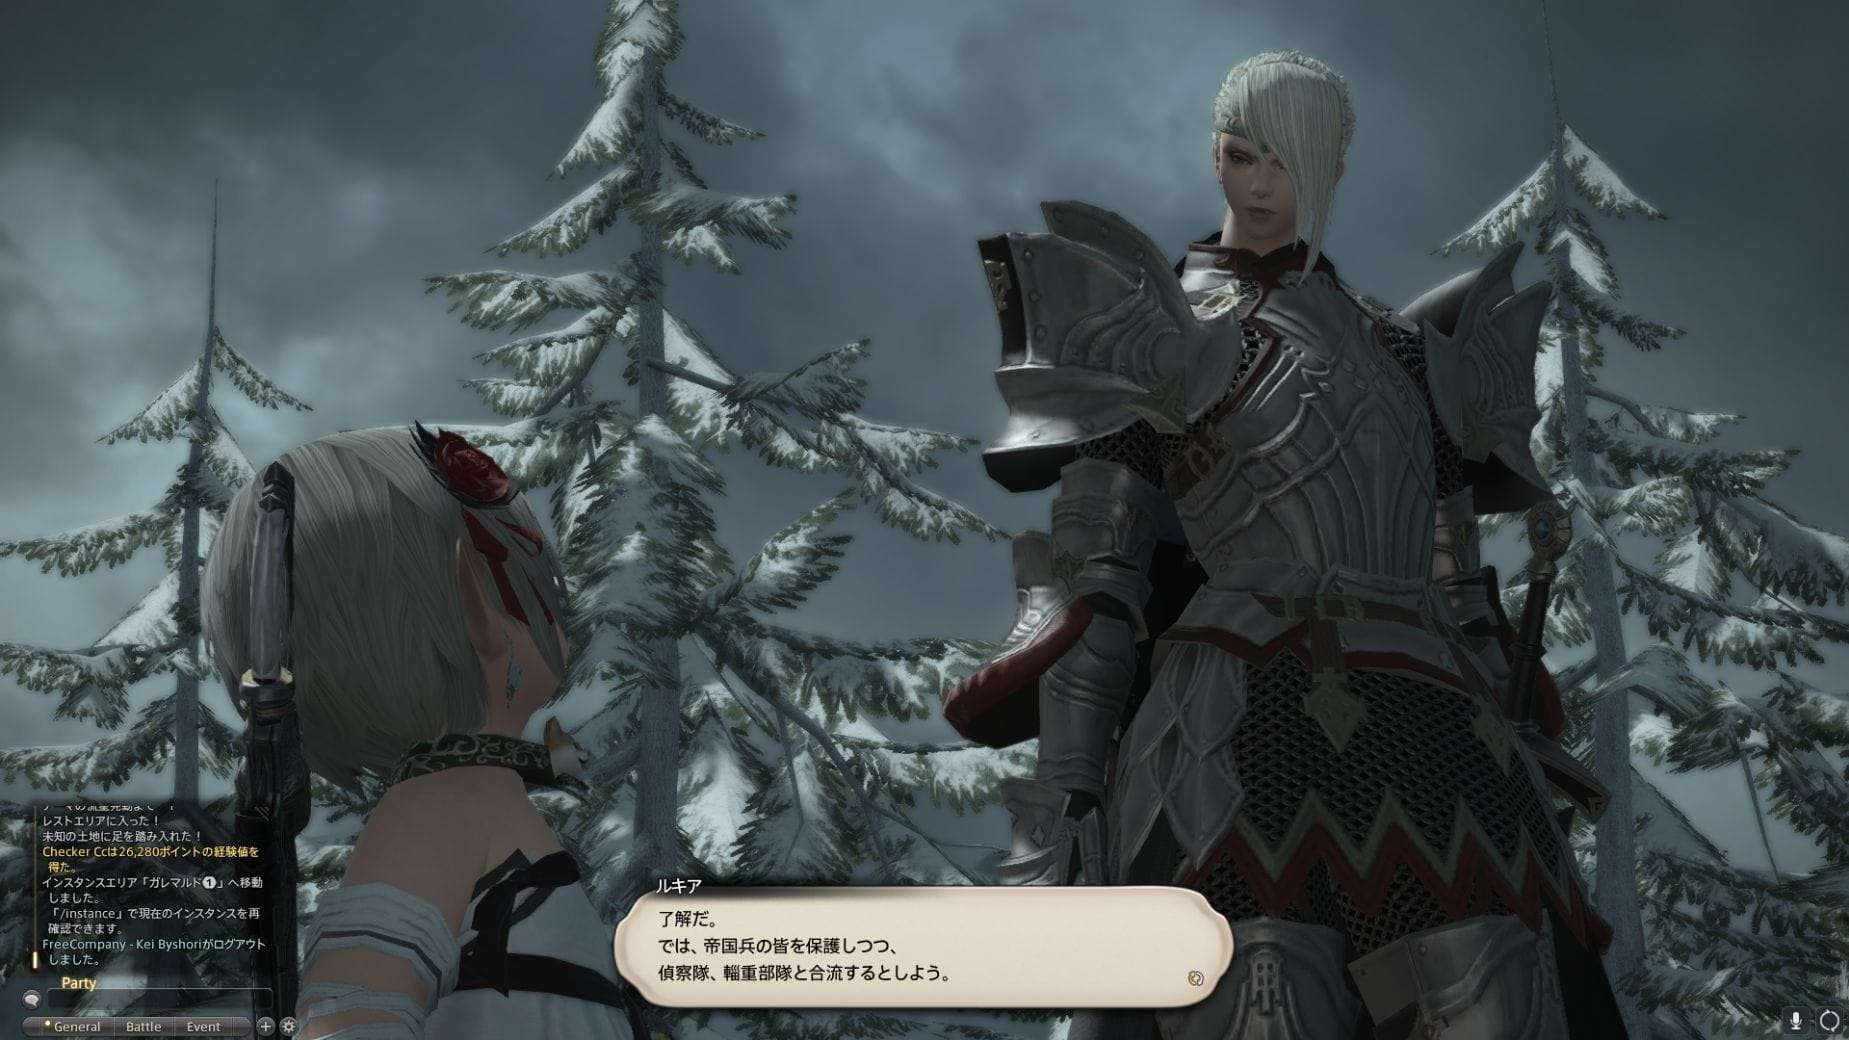 レストエリアに入った！
未知の土地に足を踏み入れた！
Checker Ccは26,280ポイントの経験値を
得た。
インスタンスエリア「ガレマルド1」へ移動
しました。
「/instance」で現在のインスタンスを再
確認できます。
FreeCompany - Kei Byshoriがログアウト
しました。
Party
General Battle Event
ルキア
了解だ。
では、帝国兵の皆を保護しつつ、
偵察隊、輜重部隊と合流するとしよう。